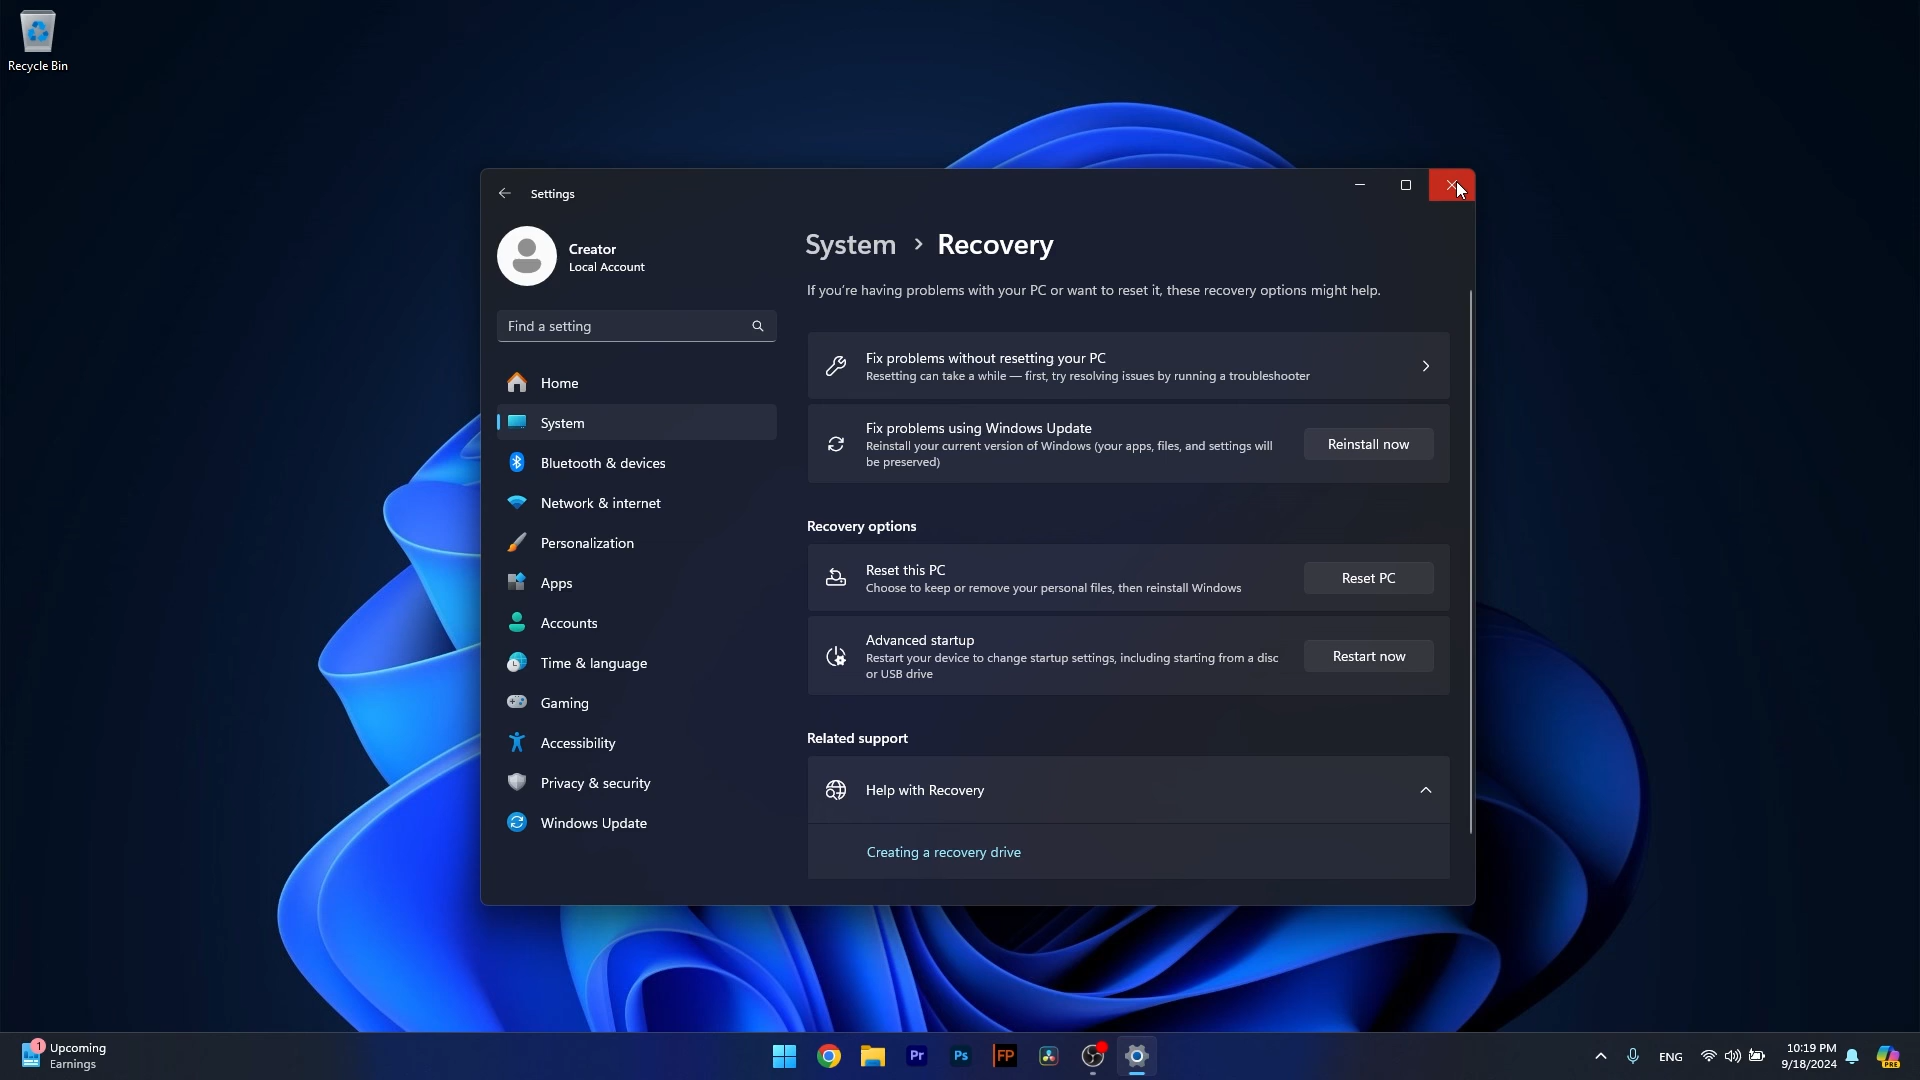 Recycle Bin
Settings
Creator
Local Account
Find a setting
Home
System
Bluetooth & devices
Network & internet
Personalization
Apps
Accounts
Time & language
Gaming
Accessibility
Privacy & security
Windows Update
System > Recovery
If you're having problems with your PC or want to reset it, these recovery options might help.
Fix problems without resetting your PC
Resetting can take a while — first, try resolving issues by running a troubleshooter
Fix problems using Windows Update
Reinstall your current version of Windows (your apps, files, and settings will
be preserved)
Reinstall now
Recovery options
Reset this PC
Choose to keep or remove your personal files, then reinstall Windows
Reset PC
Advanced startup
Restart your device to change startup settings, including starting from a disc
or USB drive
Restart now
Related support
Help with Recovery
Creating a recovery drive
1
Upcoming
Earnings
Pr
Ps
FP
ENG
10:19 PM
9/18/2024
PRE